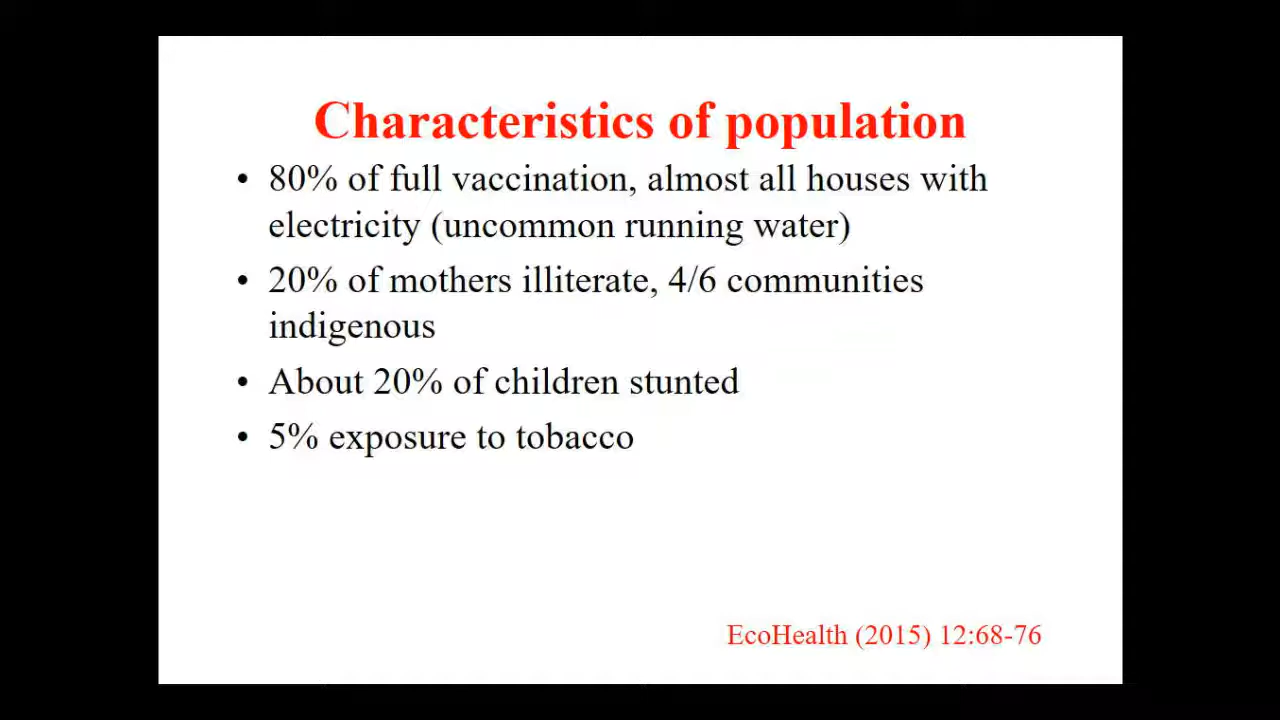 Characteristics of population
• 80% of full vaccination, almost all houses with
electricity (uncommon running water)
• 20% of mothers illiterate, 4/6 communities
indigenous
• About 20% of children stunted
• 5% exposure to tobacco
EcoHealth (2015) 12:68-76